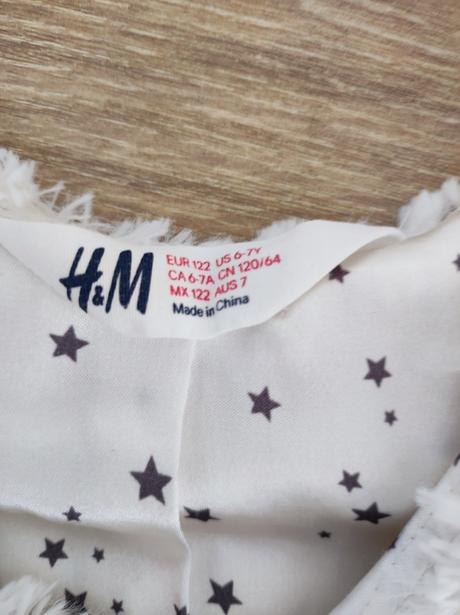 H&M
EUR 122 US 6-7Y
CA 6-7A CN 120/64
MX 122 AUS 7
Made in China